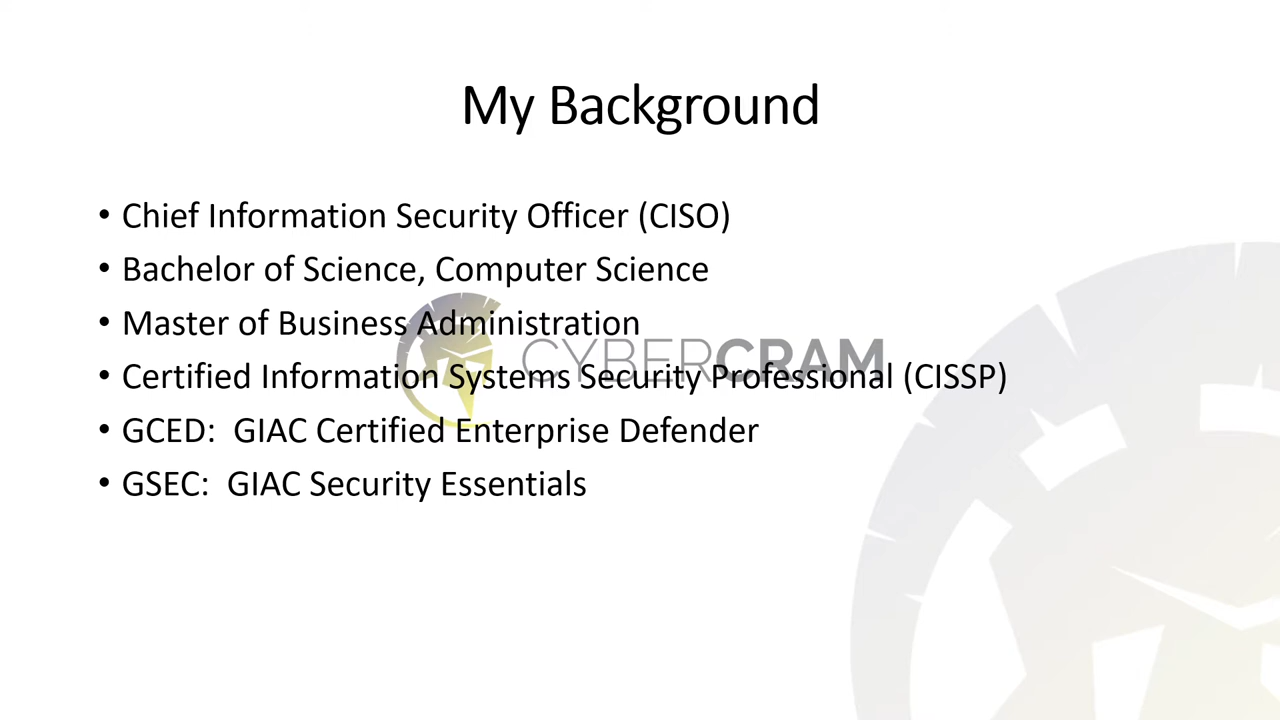 My Background
• Chief Information Security Officer (CISO)
• Bachelor of Science, Computer Science
• Master of Business Administration
CYBERCRAM
• Certified Information Systems Security Professional (CISSP)
• GCED:  GIAC Certified Enterprise Defender
• GSEC:  GIAC Security Essentials